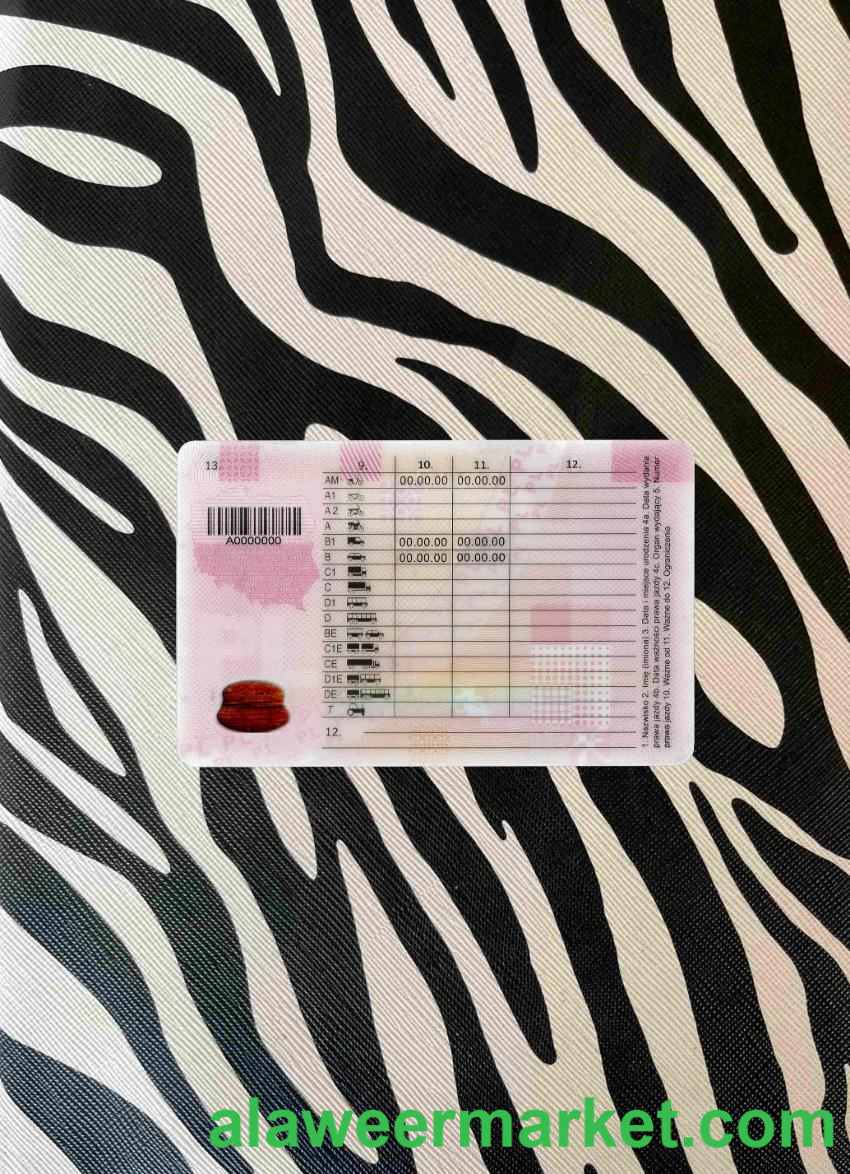 13.
9. 10. 11. 12.
AM 00.00.00 00.00.00
A1
A 2
A
B1 00.00.00 00.00.00
B 00.00.00 00.00.00
C1
C
D1
D
BE
C1E
CE
D1E
DE
T
12.
A0000000
1. Nazwisko 2. Imię (imiona) 3. Data i miejsce urodzenia 4a. Data wydania
prawa jazdy 4b. Data ważności prawa jazdy 4c. Organ wydający 5. Numer
prawa jazdy 10. Ważne od 11. Ważne do 12. Ograniczenia
alaweermarket.com